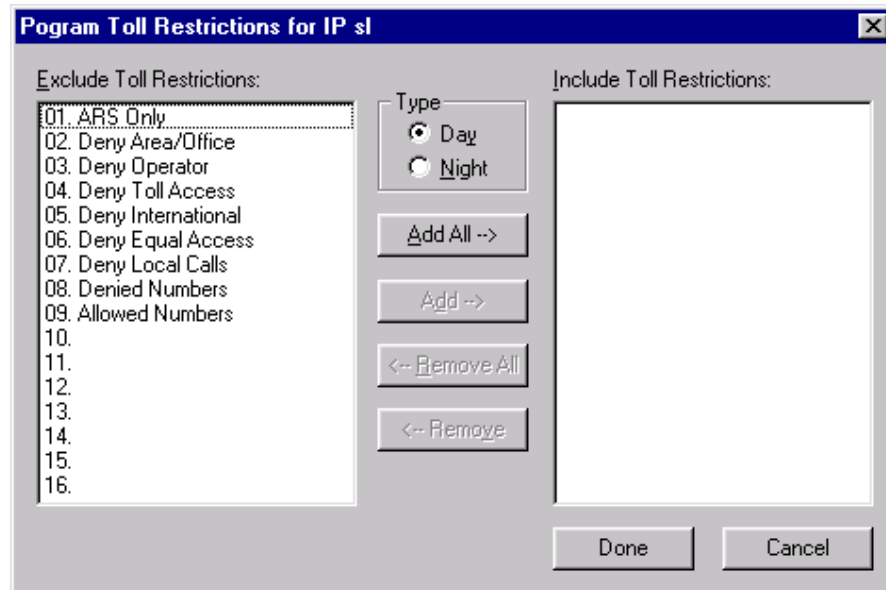 Pogram Toll Restrictions for IP sl
Exclude Toll Restrictions:
01. ARS Only
02. Deny Area/Office
03. Deny Operator
04. Deny Toll Access
05. Deny International
06. Deny Equal Access
07. Deny Local Calls
08. Denied Numbers
09. Allowed Numbers
10.
11.
12.
13.
14.
15.
16.
Type
Day
Night
Add All -->
Add -->
<-- Remove All
<-- Remove
Include Toll Restrictions:
Done
Cancel